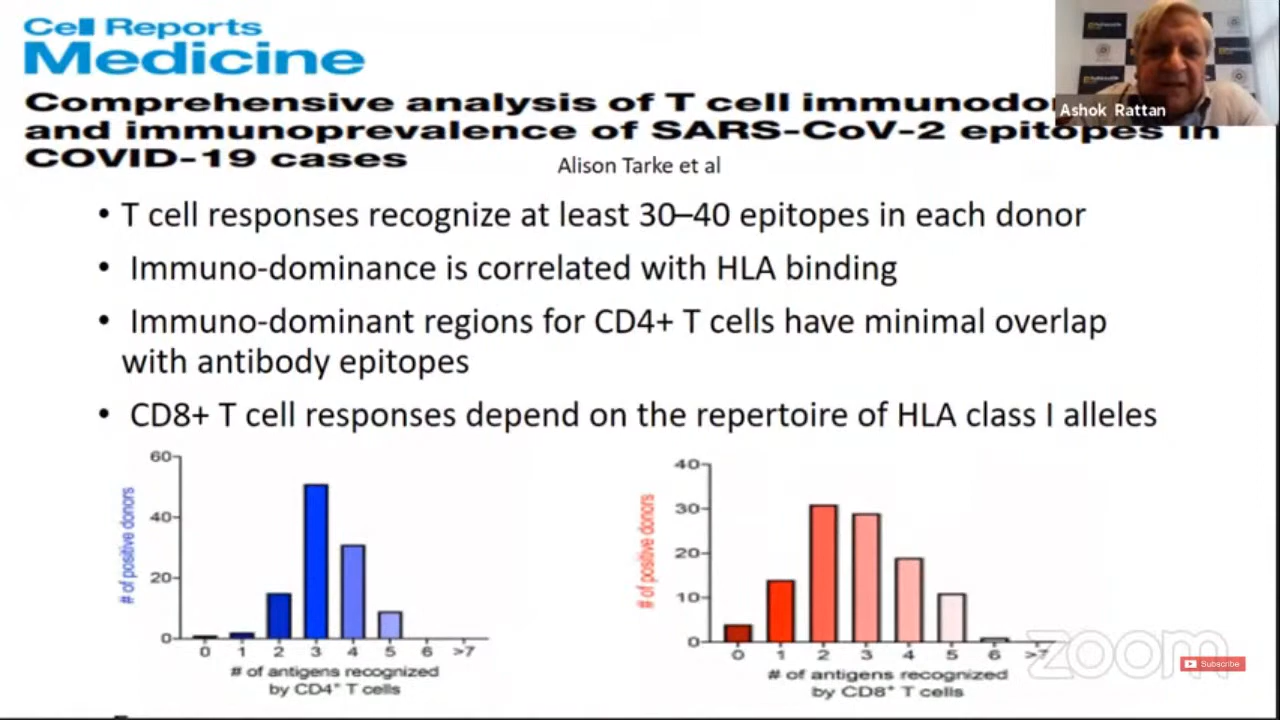 Cell Reports
Medicine
Comprehensive analysis of T cell
and immunoprevalence of SARS-CoV-2 epitopes in
COVID-19 cases
Alison Tarke et al
Ashok Rattan
• T cell responses recognize at least 30–40 epitopes in each donor
• Immuno-dominance is correlated with HLA binding
• Immuno-dominant regions for CD4+ T cells have minimal overlap
with antibody epitopes
• CD8+ T cell responses depend on the repertoire of HLA class I alleles
# of positive donors
60
40
20
0
0 1 2 3 4 5 6 >7
# of antigens recognized
by CD4+ T cells
# of positive donors
40
30
20
10
0
0 1 2 3 4 5 6 >7
# of antigens recognized
by CD8+ T cells
zoom
Subscribe